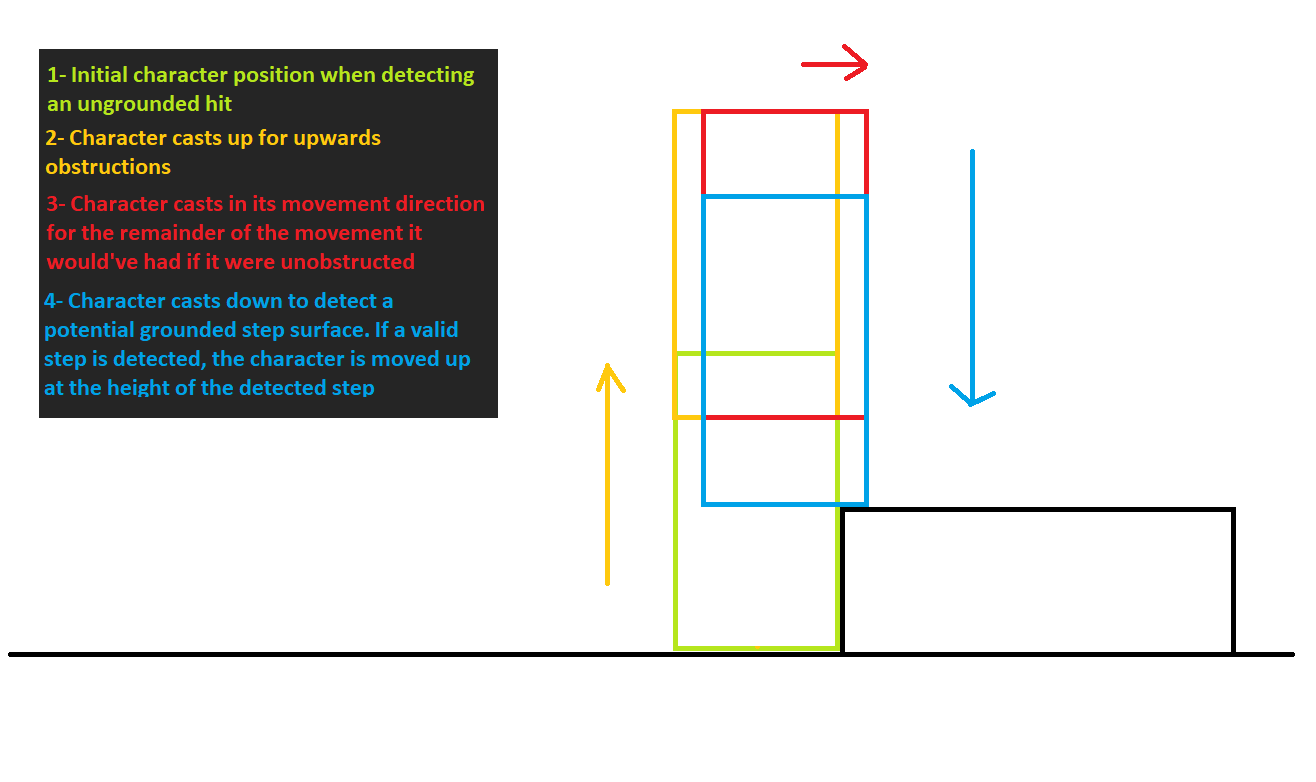 1- Initial character position when detecting
an ungrounded hit
2- Character casts up for upwards
obstructions
3- Character casts in its movement direction
for the remainder of the movement it
would've had if it were unobstructed
4- Character casts down to detect a
potential grounded step surface. If a valid
step is detected, the character is moved up
at the height of the detected step